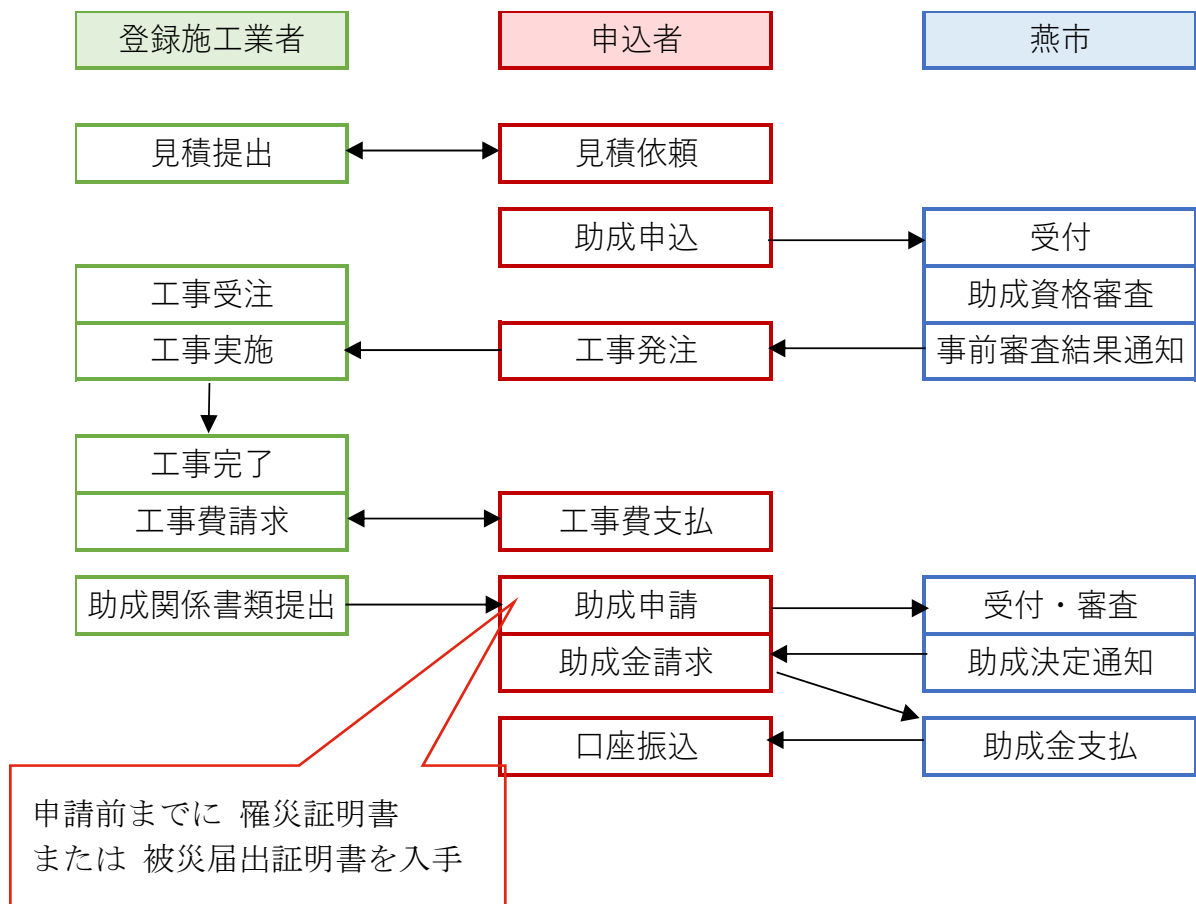 登録施工業者
申込者
燕市
見積提出
見積依頼
助成申込
受付
工事受注
助成資格審査
工事実施
工事発注
事前審査結果通知
工事完了
工事費請求
工事費支払
助成関係書類提出
助成申請
受付・審査
助成金請求
助成決定通知
口座振込
助成金支払
申請前までに 罹災証明書
または 被災届出証明書を入手